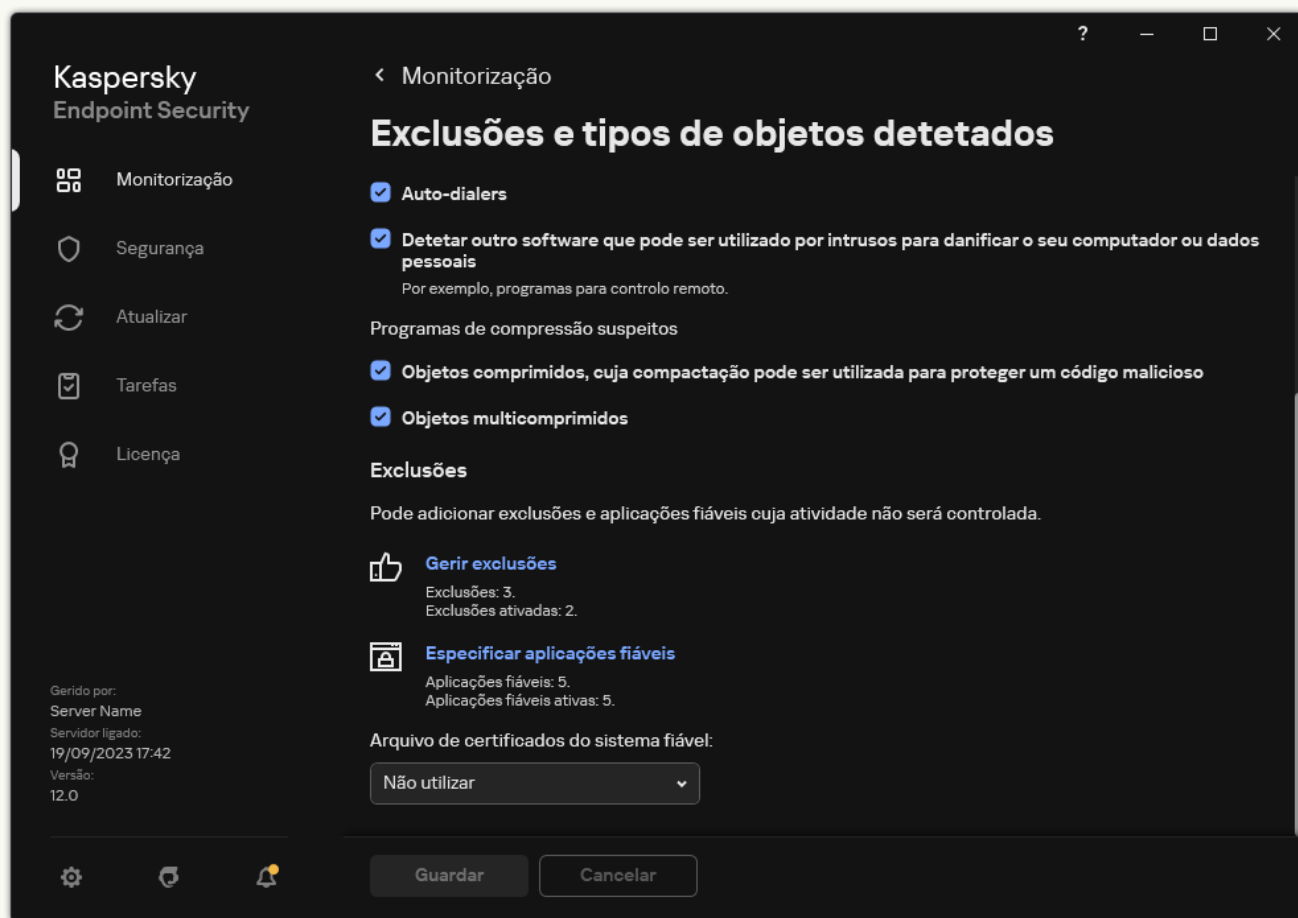 ?
Kaspersky
Endpoint Security
Monitorização
Segurança
Atualizar
Tarefas
Licença
Gerido por:
Server Name
Servidor ligado:
19/09/2023 17:42
Versão:
12.0
Monitorização
Exclusões e tipos de objetos detetados
Auto-dialers
Detetar outro software que pode ser utilizado por intrusos para danificar o seu computador ou dados
pessoais
Por exemplo, programas para controlo remoto.
Programas de compressão suspeitos
Objetos comprimidos, cuja compactação pode ser utilizada para proteger um código malicioso
Objetos multicomprimidos
Exclusões
Pode adicionar exclusões e aplicações fiáveis cuja atividade não será controlada.
Gerir exclusões
Exclusões: 3.
Exclusões ativadas: 2.
Especificar aplicações fiáveis
Aplicações fiáveis: 5.
Aplicações fiáveis ativas: 5.
Arquivo de certificados do sistema fiável:
Não utilizar
Guardar
Cancelar